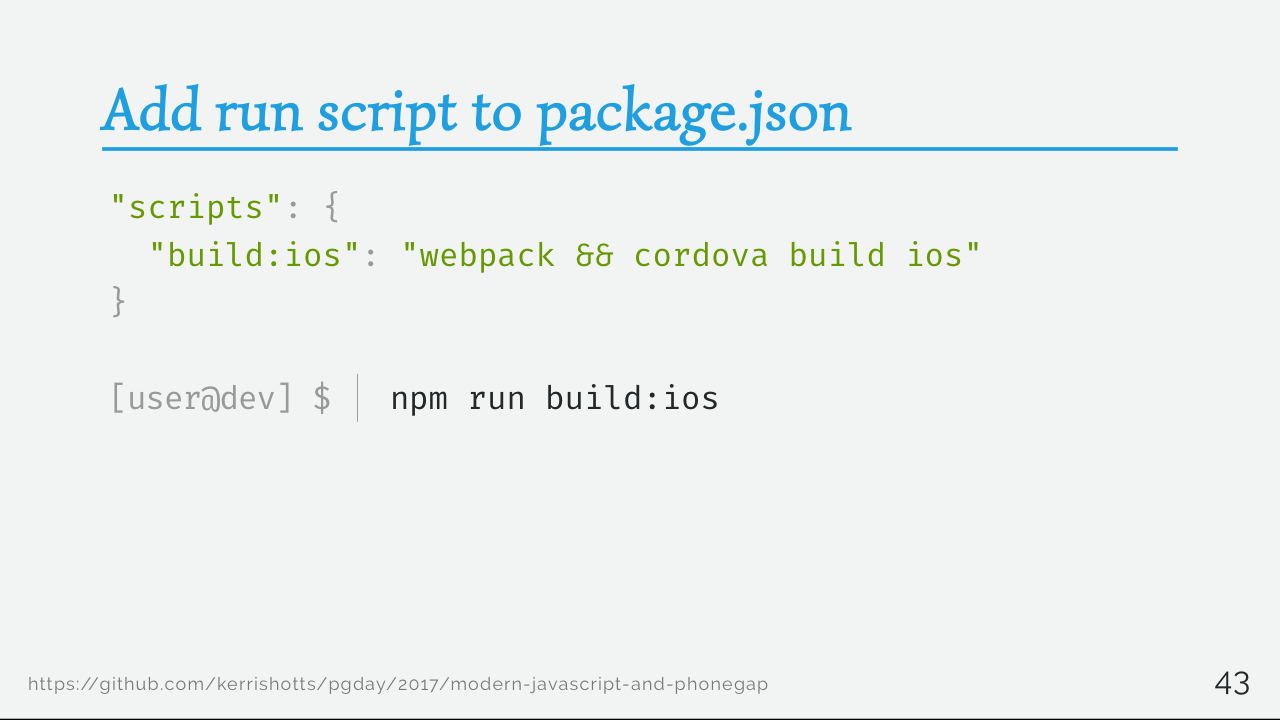 Add run script to package.json
"scripts": {
"build:ios": "webpack && cordova build ios"
}
[user@dev] $ npm run build:ios
https://github.com/kerrishotts/pgday/2017/modern-javascript-and-phonegap
43